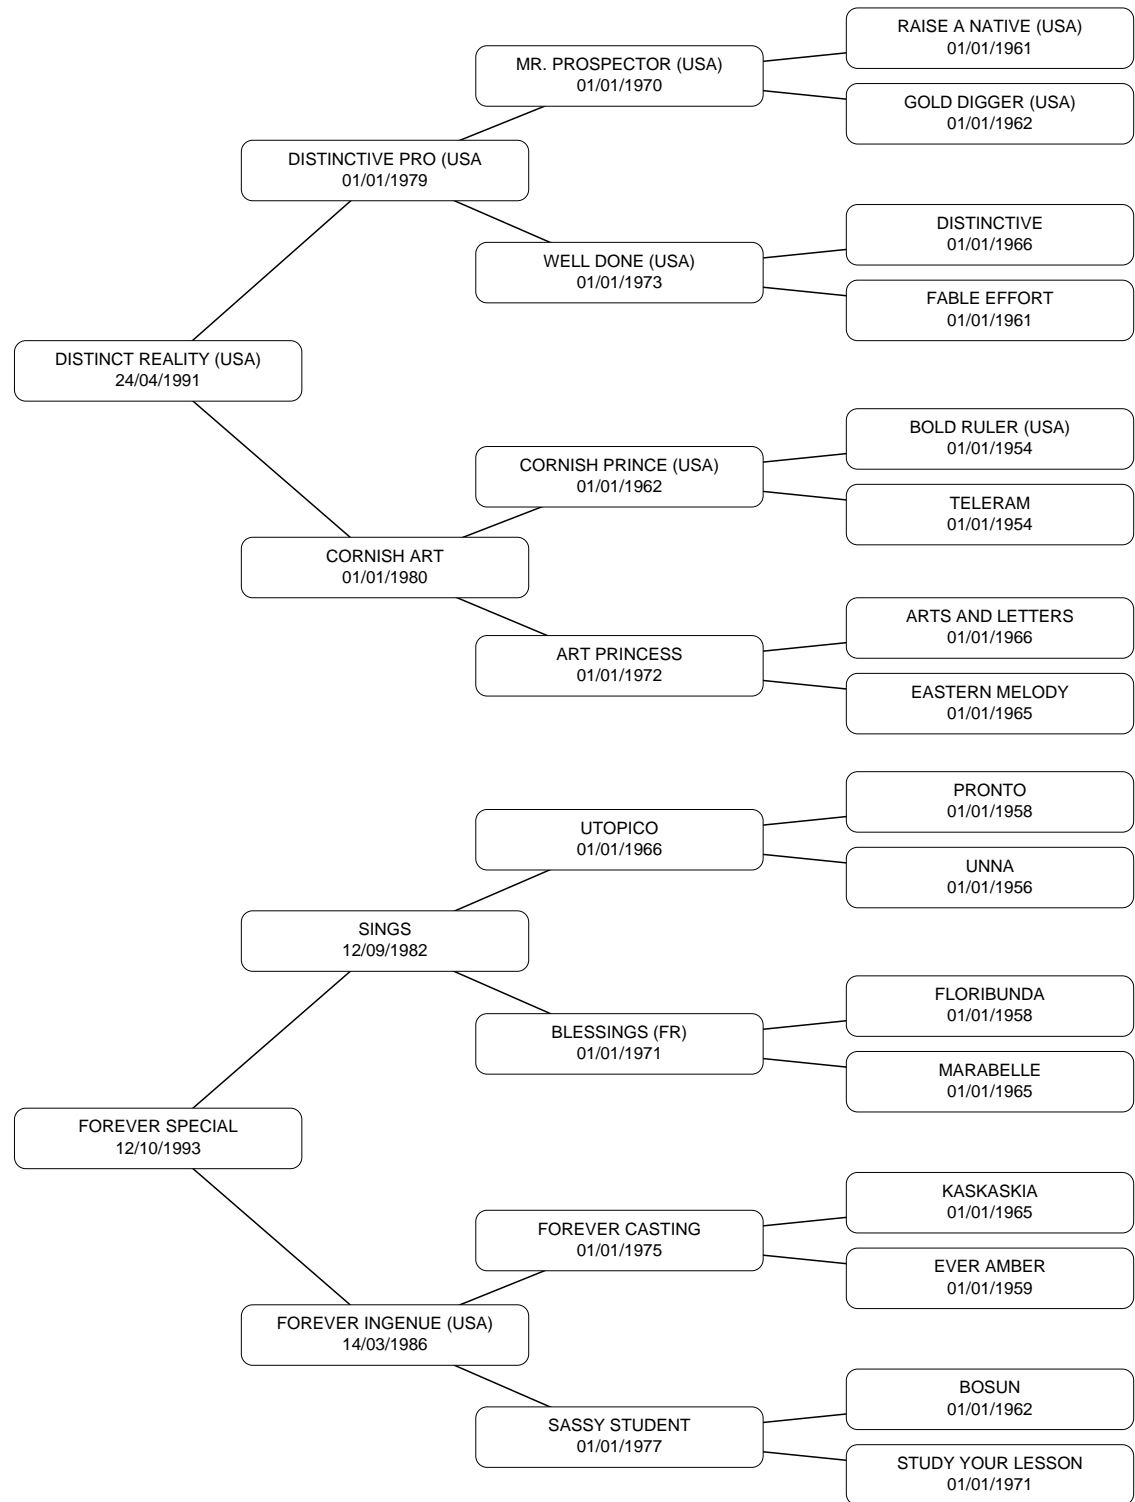 RAISE A NATIVE (USA)
01/01/1961
MR. PROSPECTOR (USA)
01/01/1970
GOLD DIGGER (USA)
01/01/1962
DISTINCTIVE PRO (USA
01/01/1979
DISTINCTIVE
01/01/1966
WELL DONE (USA)
01/01/1973
FABLE EFFORT
01/01/1961
DISTINCT REALITY (USA)
24/04/1991
BOLD RULER (USA)
01/01/1954
CORNISH PRINCE (USA)
01/01/1962
TELERAM
01/01/1954
CORNISH ART
01/01/1980
ARTS AND LETTERS
01/01/1966
ART PRINCESS
01/01/1972
EASTERN MELODY
01/01/1965
PRONTO
01/01/1958
UTOPICO
01/01/1966
UNNA
01/01/1956
SINGS
12/09/1982
FLORIBUNDA
01/01/1958
BLESSINGS (FR)
01/01/1971
MARABELLE
01/01/1965
FOREVER SPECIAL
12/10/1993
KASKASKIA
01/01/1965
FOREVER CASTING
01/01/1975
EVER AMBER
01/01/1959
FOREVER INGENUE (USA)
14/03/1986
BOSUN
01/01/1962
SASSY STUDENT
01/01/1977
STUDY YOUR LESSON
01/01/1971